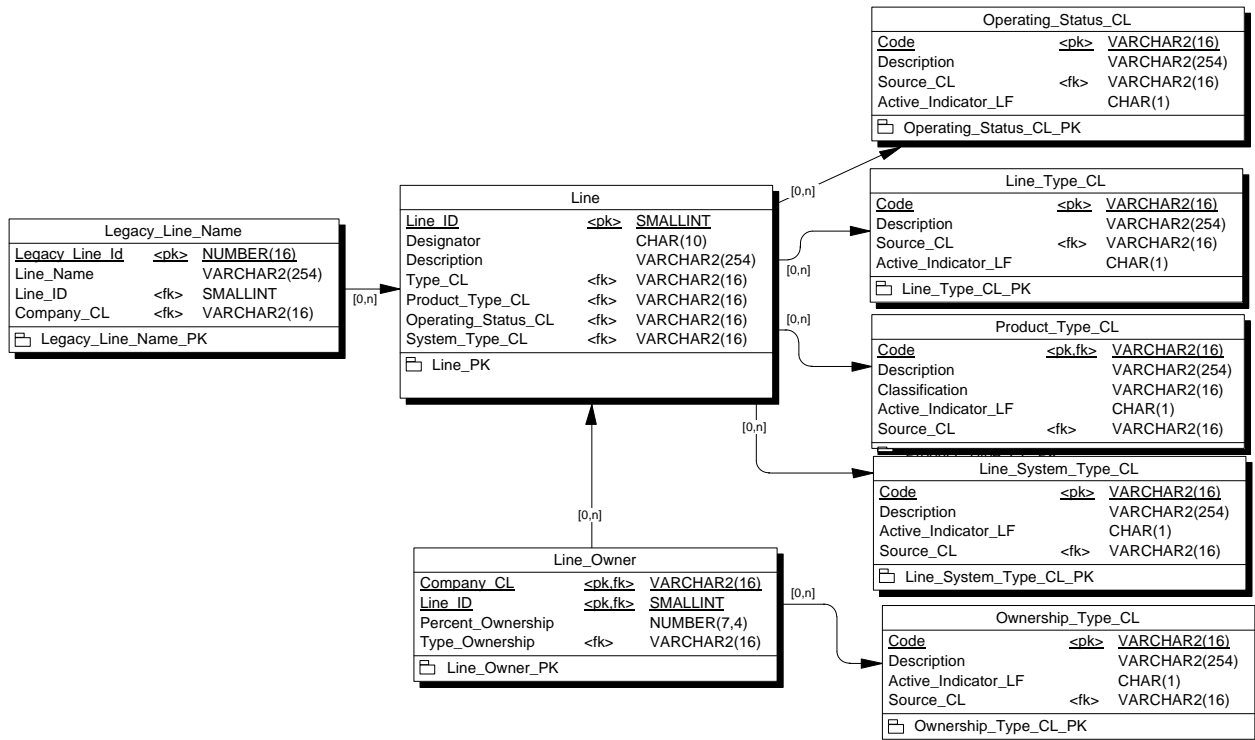 Operating_Status_CL
Code <pk> VARCHAR2(16)
Description VARCHAR2(254)
Source_CL <fk> VARCHAR2(16)
Active_Indicator_LF CHAR(1)
Operating_Status_CL_PK
[0,n]
Line_Type_CL
Code <pk> VARCHAR2(16)
Description VARCHAR2(254)
Source_CL <fk> VARCHAR2(16)
Active_Indicator_LF CHAR(1)
Line_Type_CL_PK
[0,n]
Line
Line_ID <pk> SMALLINT
Designator CHAR(10)
Description VARCHAR2(254)
Type_CL <fk> VARCHAR2(16)
Product_Type_CL <fk> VARCHAR2(16)
Operating_Status_CL <fk> VARCHAR2(16)
System_Type_CL <fk> VARCHAR2(16)
Line_PK
Legacy_Line_Name
Legacy_Line_Id <pk> NUMBER(16)
Line_Name VARCHAR2(254)
Line_ID <fk> SMALLINT
Company_CL <fk> VARCHAR2(16)
Legacy_Line_Name_PK
[0,n]
[0,n]
Product_Type_CL
Code <pk,fk> VARCHAR2(16)
Description VARCHAR2(254)
Classification VARCHAR2(16)
Active_Indicator_LF CHAR(1)
Source_CL <fk> VARCHAR2(16)
[0,n]
Line_System_Type_CL
Code <pk> VARCHAR2(16)
Description VARCHAR2(254)
Active_Indicator_LF CHAR(1)
Source_CL <fk> VARCHAR2(16)
Line_System_Type_CL_PK
[0,n]
Line_Owner
Company_CL <pk,fk> VARCHAR2(16)
Line_ID <pk,fk> SMALLINT
Percent_Ownership NUMBER(7,4)
Type_Ownership <fk> VARCHAR2(16)
Line_Owner_PK
[0,n]
Ownership_Type_CL
Code <pk> VARCHAR2(16)
Description VARCHAR2(254)
Active_Indicator_LF CHAR(1)
Source_CL <fk> VARCHAR2(16)
Ownership_Type_CL_PK